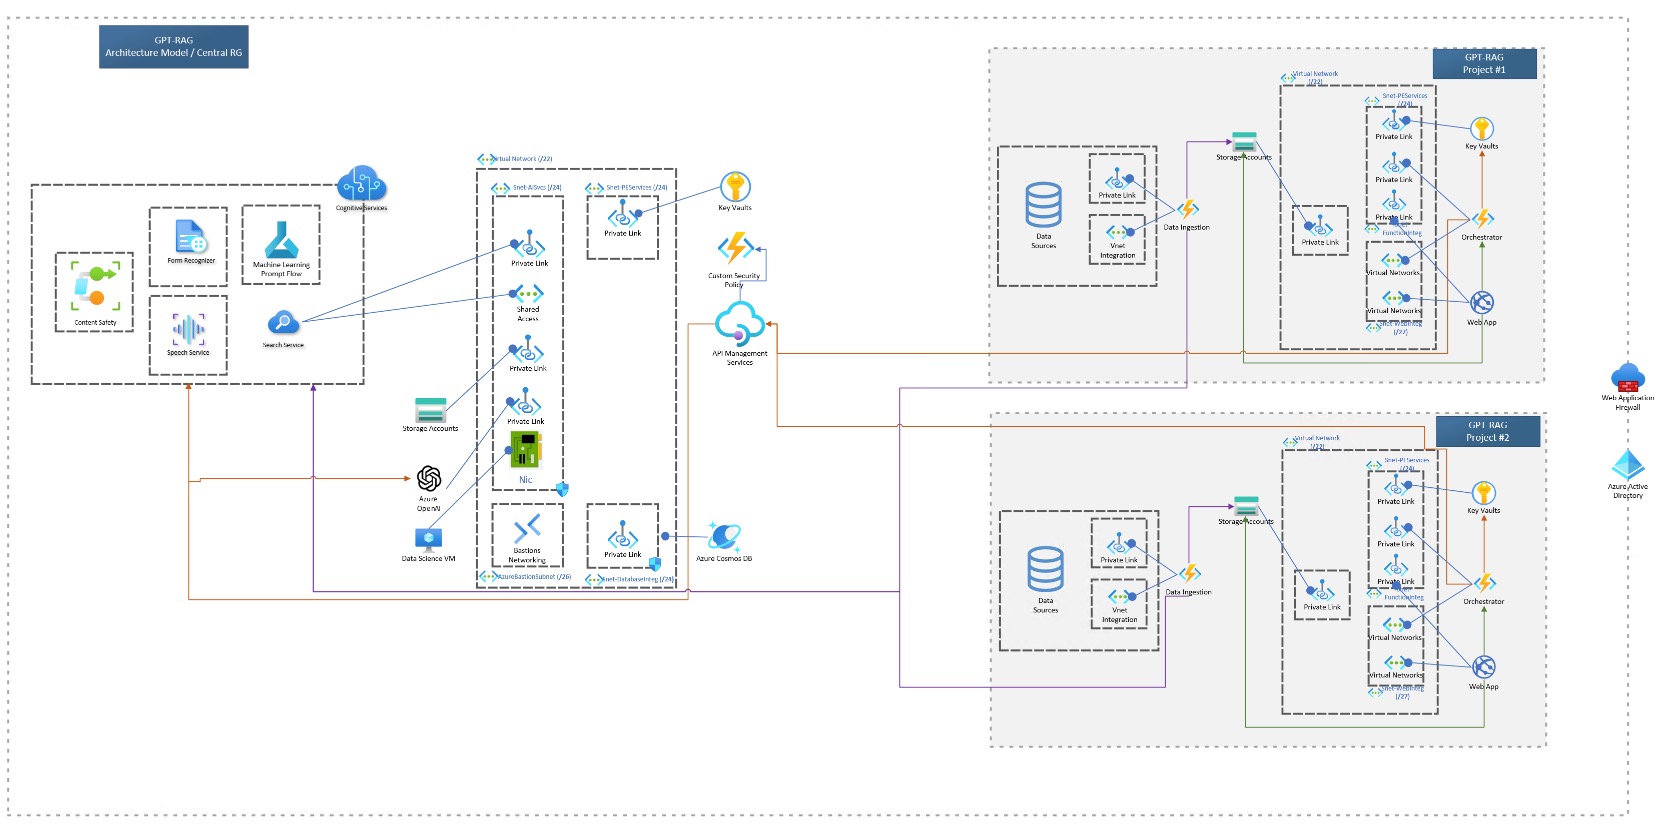 GPT-RAG
Architecture Model / Central RG
Cognitive Services
Form Recognizer
Machine Learning
Prompt Flow
Content Safety
Speech Service
Search Service
Virtual Network (/22)
Snet-AISvcs (/24)
Snet-PEServices (/24)
Private Link
Private Link
Shared
Access
Private Link
Private Link
Nic
Storage Accounts
Azure
OpenAI
Data Science VM
Bastions
Networking
Private Link
AzureBastionSubnet (/26)
Snet-DatabaseInteg (/24)
Key Vaults
Custom Security
Policy
API Management
Services
Azure Cosmos DB
GPT-RAG
Project #1
Virtual Network
(/22)
Snet-PEServices
(/24)
Private Link
Private Link
Private Link
FunctionInteg
Virtual Networks
Virtual Networks
Snet-WebInteg
(/27)
Key Vaults
Orchestrator
Web App
Storage Accounts
Private Link
Data
Sources
Private Link
Vnet
Integration
Data Ingestion
GPT-RAG
Project #2
Virtual Network
(/22)
Snet-PEServices
(/24)
Private Link
Private Link
Private Link
FunctionInteg
Virtual Networks
Virtual Networks
Snet-WebInteg
(/27)
Key Vaults
Orchestrator
Web App
Storage Accounts
Private Link
Data
Sources
Private Link
Vnet
Integration
Data Ingestion
Web Application
Firewall
Azure Active
Directory